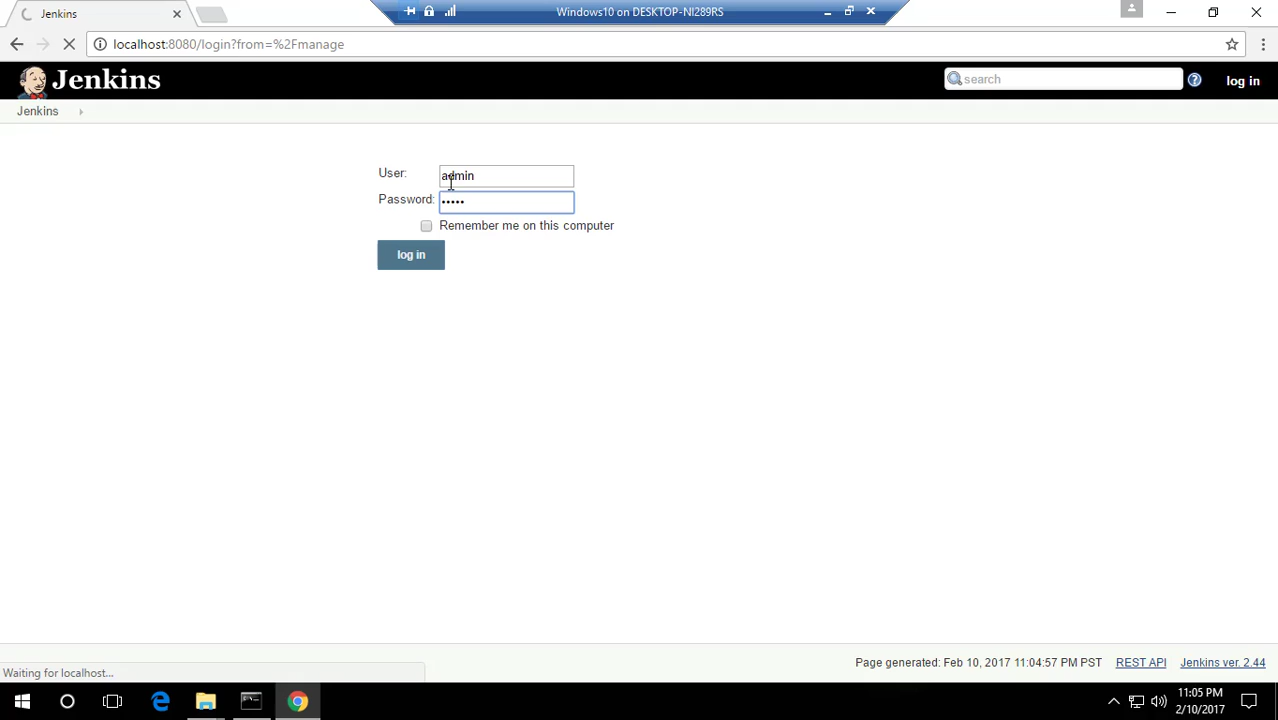 Jenkins
Windows10 on DESKTOP-NI289RS
localhost:8080/login?from=%2Fmanage
Jenkins
search
log in
Jenkins
User:
admin
Password:
•••••
Remember me on this computer
log in
Page generated: Feb 10, 2017 11:04:57 PM PST
REST API
Jenkins ver. 2.44
Waiting for localhost...
11:05 PM
2/10/2017